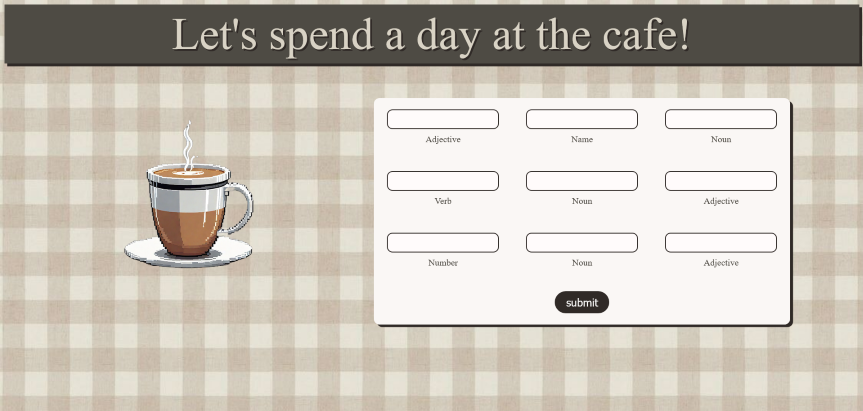 Let's spend a day at the cafe!
Adjective Name Noun
Verb Noun Adjective
Number Noun Adjective
submit